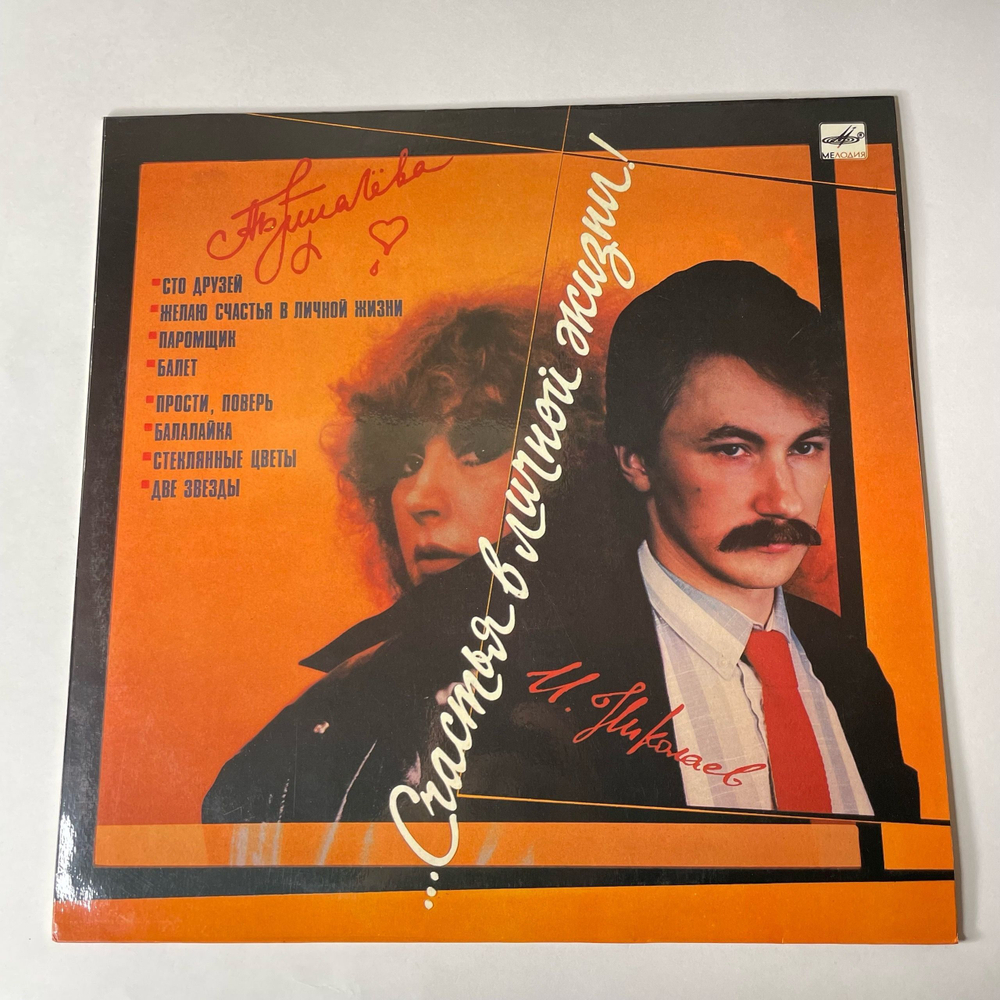 МЕЛОДИЯ
А Пугачёва
СТО ДРУЗЕЙ
ЖЕЛАЮ СЧАСТЬЯ В ЛИЧНОЙ ЖИЗНИ
ПАРОМЩИК
БАЛЕТ
ПРОСТИ, ПОВЕРЬ
БАЛАЛАЙКА
СТЕКЛЯННЫЕ ЦВЕТЫ
ДВЕ ЗВЕЗДЫ
...Счастья в личной жизни!
И. Николаев